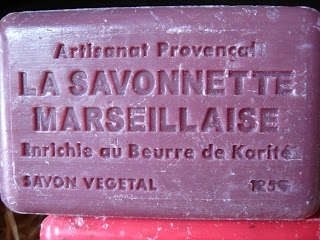 Artisanat Provençal
LA SAVONNETTE
MARSEILLAISE
Enrichie au Beurre de Karité
SAVON VEGETAL 125G